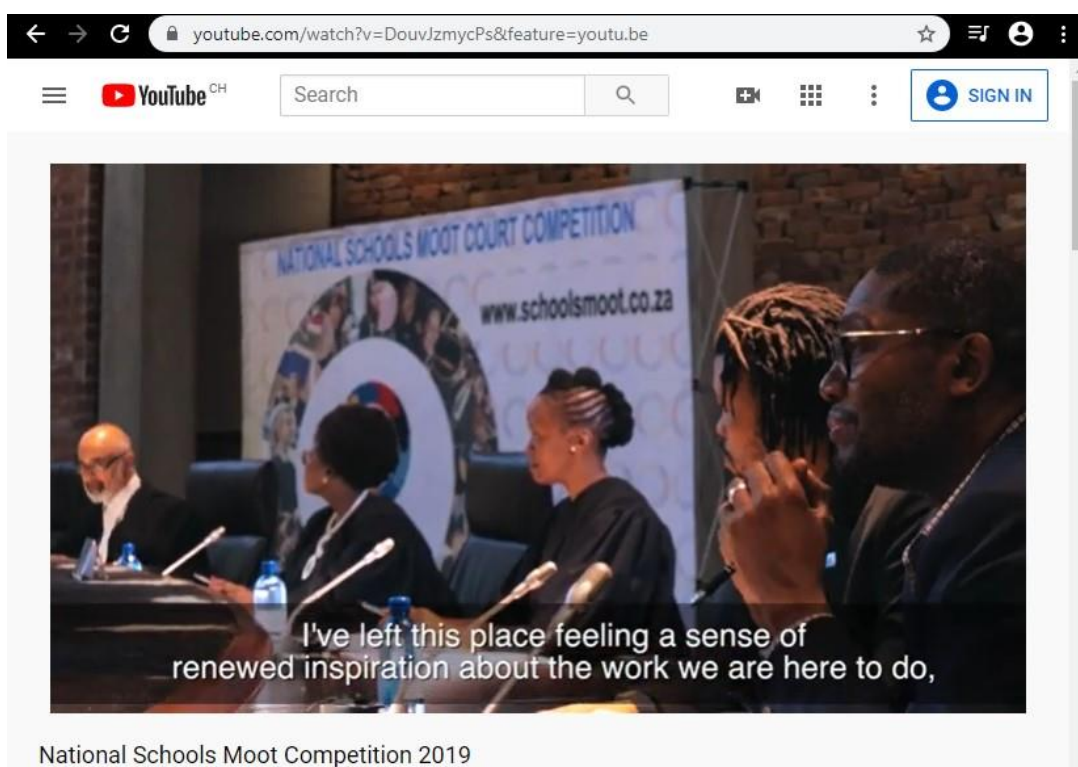 youtube.com/watch?v=DouvJzmycPs&feature=youtu.be
YouTube CH
Search
SIGN IN
NATIONAL SCHOOLS MOOT COURT COMPETITION
www.schoolsmoot.co.za
I've left this place feeling a sense of
renewed inspiration about the work we are here to do,
National Schools Moot Competition 2019